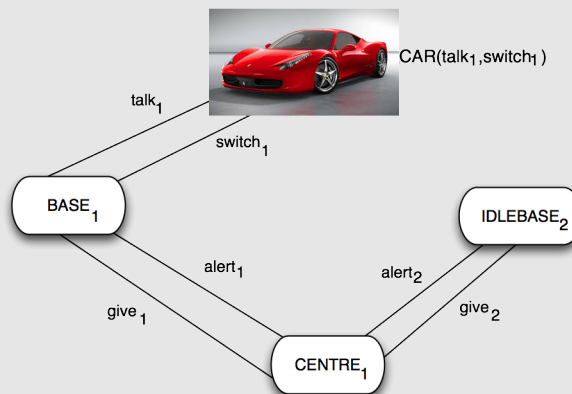 CAR(talk₁,switch₁)
talk₁
switch₁
BASE₁
IDLEBASE₂
alert₁
alert₂
give₁
give₂
CENTRE₁